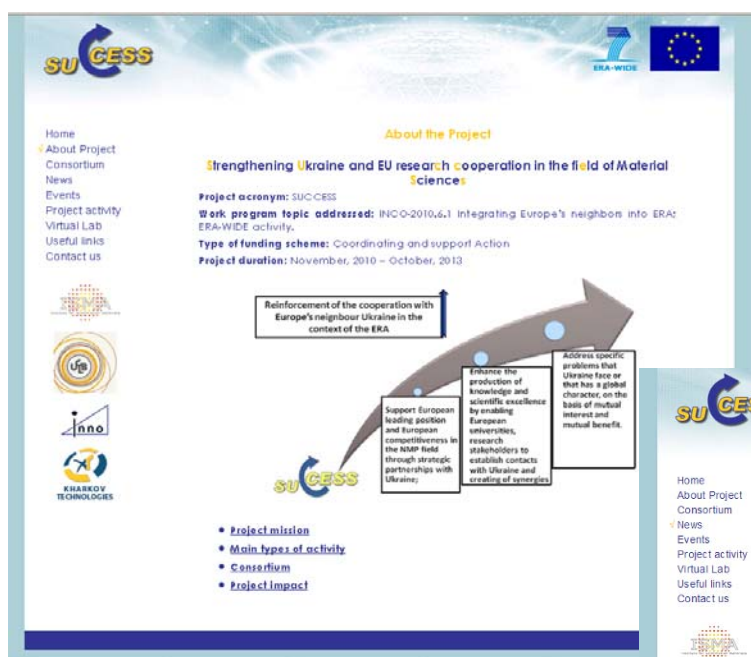 SUCCESS
7
ERA-WIDE
Home
√About Project
Consortium
News
Events
Project activity
Virtual Lab
Useful links
Contact us
ISMA
inno
KHARKOV
TECHNOLOGIES
About the Project
Strengthening Ukraine and EU research cooperation in the field of Material
Sciences
Project acronym: SUCCESS
Work program topic addressed: INCO-2010.6.1 Integrating Europe's neighbors into ERA;
ERA-WIDE activity.
Type of funding scheme: Coordinating and support Action
Project duration: November, 2010 – October, 2013
Reinforcement of the cooperation with
Europe's neignbour Ukraine in the
context of the ERA
SUCCESS
Support European
leading position
and European
competitiveness in
the NMP field
through strategic
partnerships with
Ukraine;
Enhance the
production of
knowledge and
scientific excellence
by enabling
European
universities,
research
stakeholders to
establish contacts
with Ukraine and
creating of synergies
Address specific
problems that
Ukraine face or
that has a global
character, on the
basis of mutual
interest and
mutual benefit.
Project mission
Main types of activity
Consortium
Project impact
Home
About Project
Consortium
√News
Events
Project activity
Virtual Lab
Useful links
Contact us
ISMA